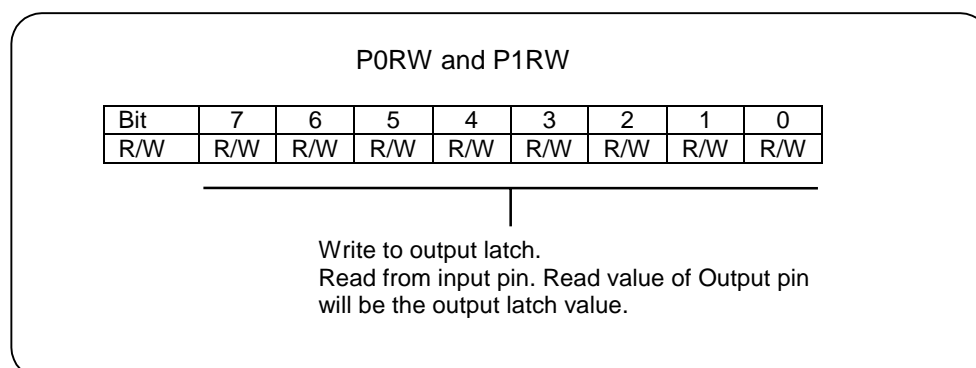 P0RW and P1RW
Bit 7 6 5 4 3 2 1 0
R/W R/W R/W R/W R/W R/W R/W R/W R/W
Write to output latch.
Read from input pin. Read value of Output pin
will be the output latch value.